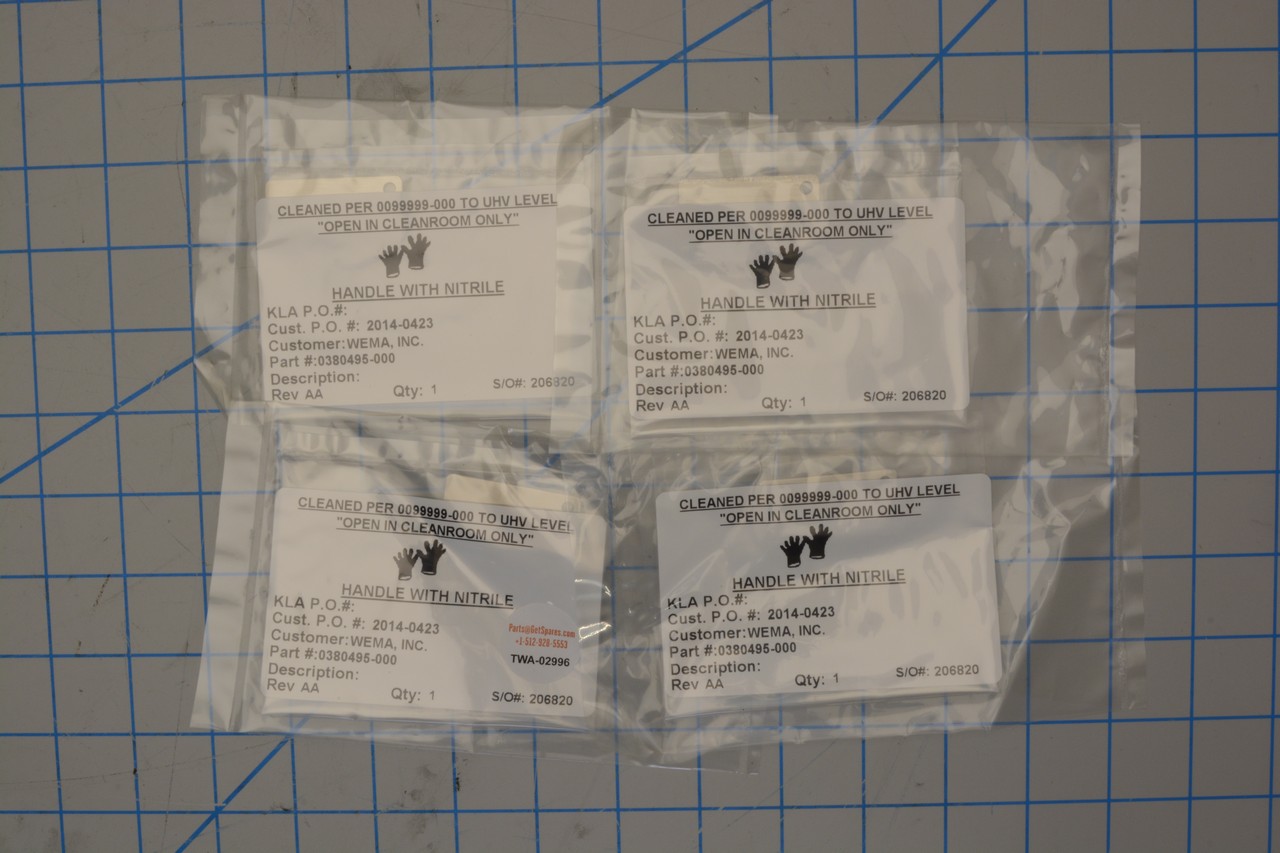 CLEANED PER 0099999-000 TO UHV LEVEL
"OPEN IN CLEANROOM ONLY"
HANDLE WITH NITRILE
KLA P.O.#:
Cust. P.O. #: 2014-0423
Customer:WEMA, INC.
Part #:0380495-000
Description:
Rev AA Qty: 1 S/O#: 206820
CLEANED PER 0099999-000 TO UHV LEVEL
"OPEN IN CLEANROOM ONLY"
HANDLE WITH NITRILE
KLA P.O.#:
Cust. P.O. #: 2014-0423
Customer:WEMA, INC.
Part #:0380495-000
Description:
Rev AA Qty: 1 S/O#: 206820
CLEANED PER 0099999-000 TO UHV LEVEL
"OPEN IN CLEANROOM ONLY"
HANDLE WITH NITRILE
KLA P.O.#:
Cust. P.O. #: 2014-0423
Customer:WEMA, INC.
Part #:0380495-000
Description:
Rev AA Qty: 1 S/O#: 206820
Parts@GetSpares.com
+1-512-928-5553
TWA-02996
CLEANED PER 0099999-000 TO UHV LEVEL
"OPEN IN CLEANROOM ONLY"
HANDLE WITH NITRILE
KLA P.O.#:
Cust. P.O. #: 2014-0423
Customer:WEMA, INC.
Part #:0380495-000
Description:
Rev AA Qty: 1 S/O#: 206820